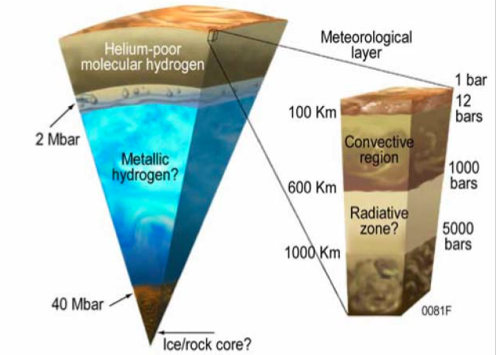 Helium-poor
molecular hydrogen
Meteorological
layer
1 bar
12
bars
100 Km
2 Mbar
Convective
region
Metallic
hydrogen?
1000
bars
600 Km
Radiative
zone?
5000
bars
1000 Km
40 Mbar
0081F
Ice/rock core?